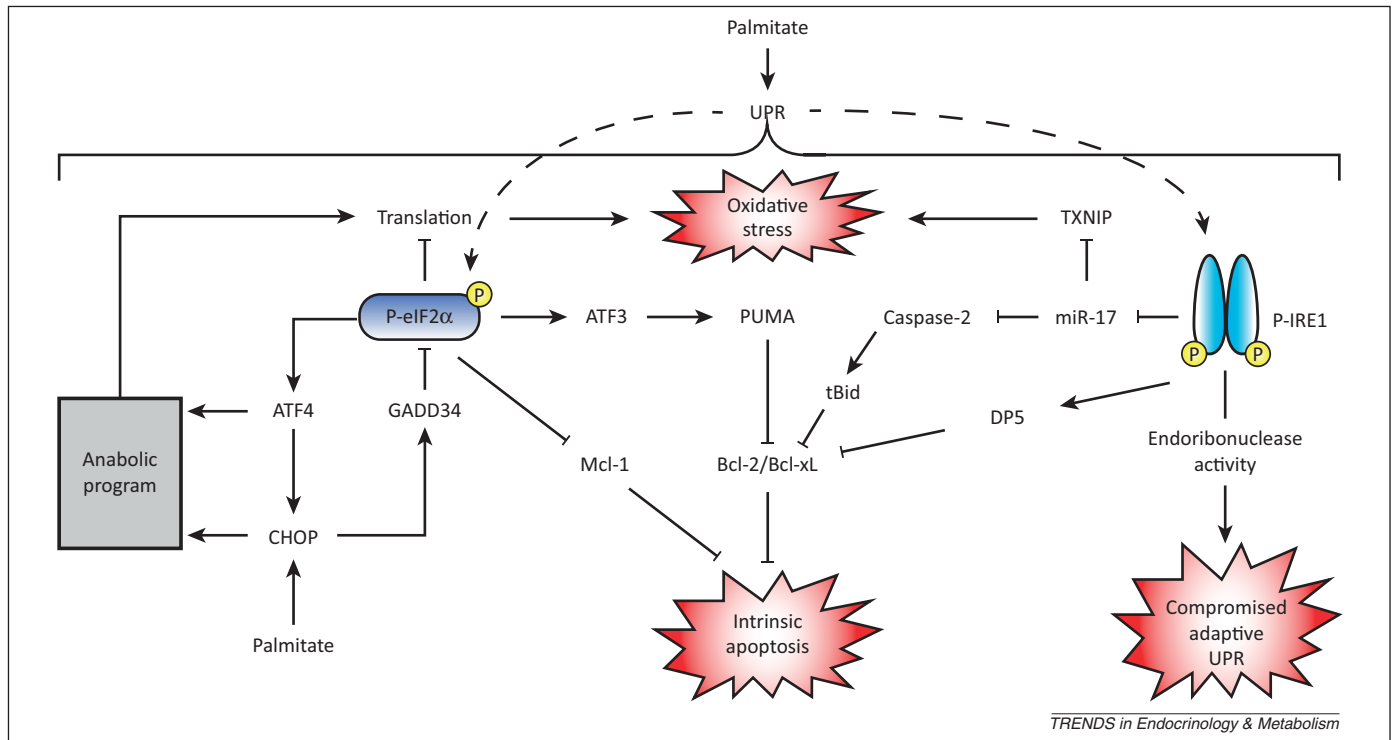 Palmitate
UPR
Translation
Oxidative
stress
TXNIP
P
P-eIF2α
ATF3
PUMA
Caspase-2
miR-17
P-IRE1
P
P
tBid
ATF4
GADD34
DP5
Anabolic
program
Mcl-1
Bcl-2/Bcl-xL
Endoribonuclease
activity
CHOP
Intrinsic
apoptosis
Compromised
adaptive
UPR
Palmitate
TRENDS in Endocrinology & Metabolism